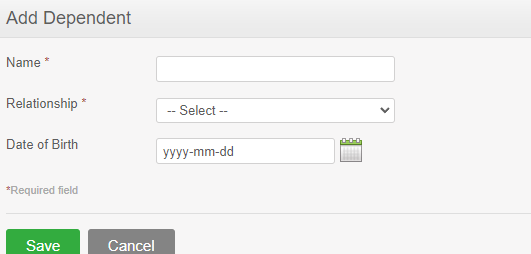 Add Dependent
Name *
Relationship *
-- Select --
Date of Birth
yyyy-mm-dd
*Required field
Save
Cancel